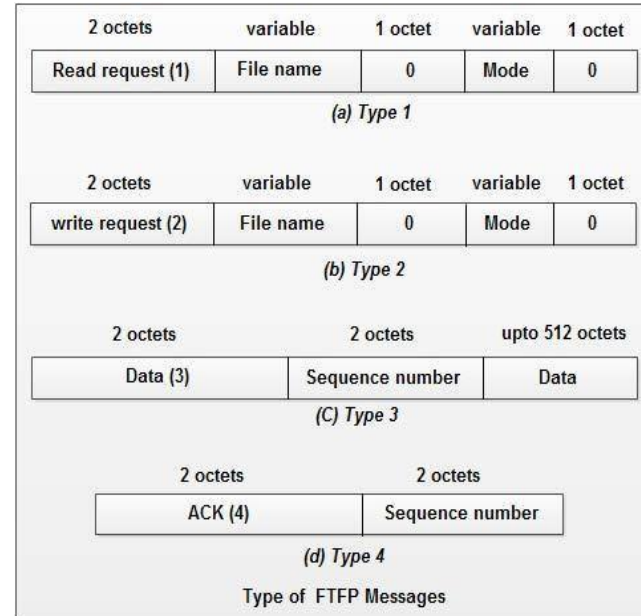 2 octets variable 1 octet variable 1 octet
Read request (1) File name 0 Mode 0
(a) Type 1
2 octets variable 1 octet variable 1 octet
write request (2) File name 0 Mode 0
(b) Type 2
2 octets 2 octets upto 512 octets
Data (3) Sequence number Data
(C) Type 3
2 octets 2 octets
ACK (4) Sequence number
(d) Type 4
Type of FTFP Messages